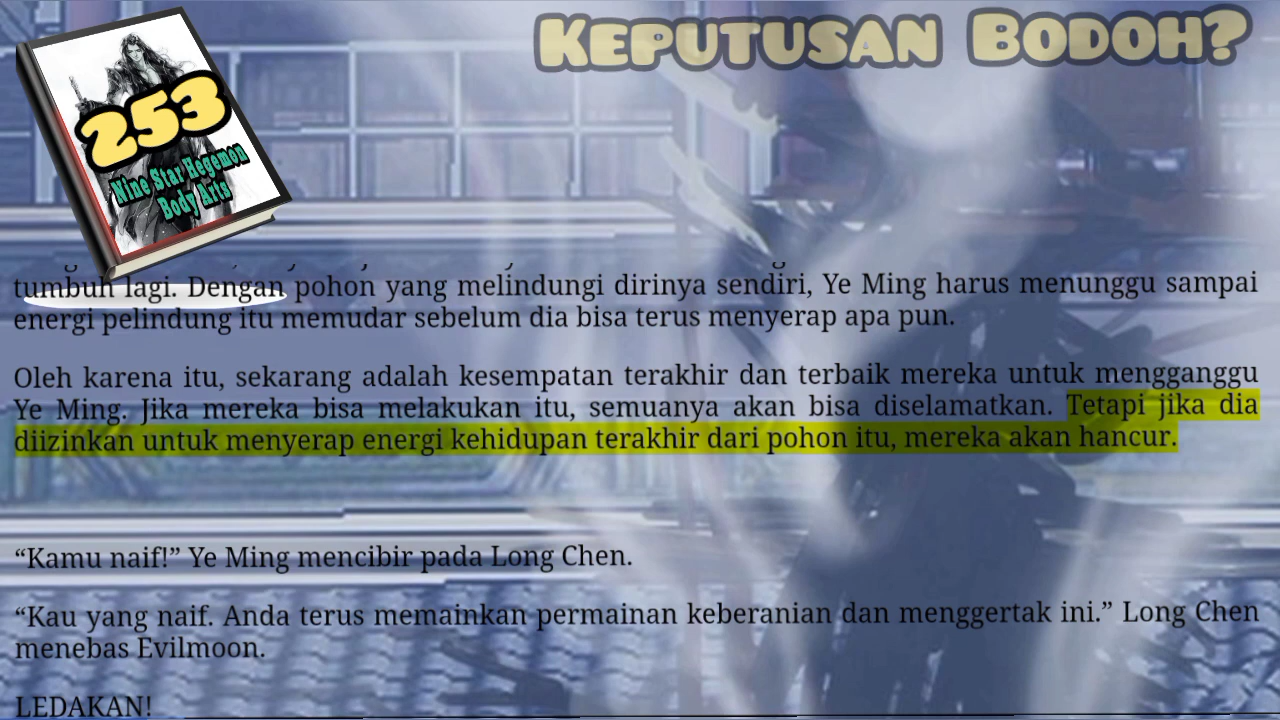 Keputusan Bodoh?
253
Nine Star Hegemon
Body Arts
tumbuh lagi. Dengan pohon yang melindungi dirinya sendiri, Ye Ming harus menunggu sampai
energi pelindung itu memudar sebelum dia bisa terus menyerap apa pun.
Oleh karena itu, sekarang adalah kesempatan terakhir dan terbaik mereka untuk mengganggu
Ye Ming. Jika mereka bisa melakukan itu, semuanya akan bisa diselamatkan. Tetapi jika dia
diizinkan untuk menyerap energi kehidupan terakhir dari pohon itu, mereka akan hancur.
“Kamu naif!” Ye Ming mencibir pada Long Chen.
“Kau yang naif. Anda terus memainkan permainan keberanian dan menggertak ini.” Long Chen
menebas Evilmoon.
LEDAKAN!